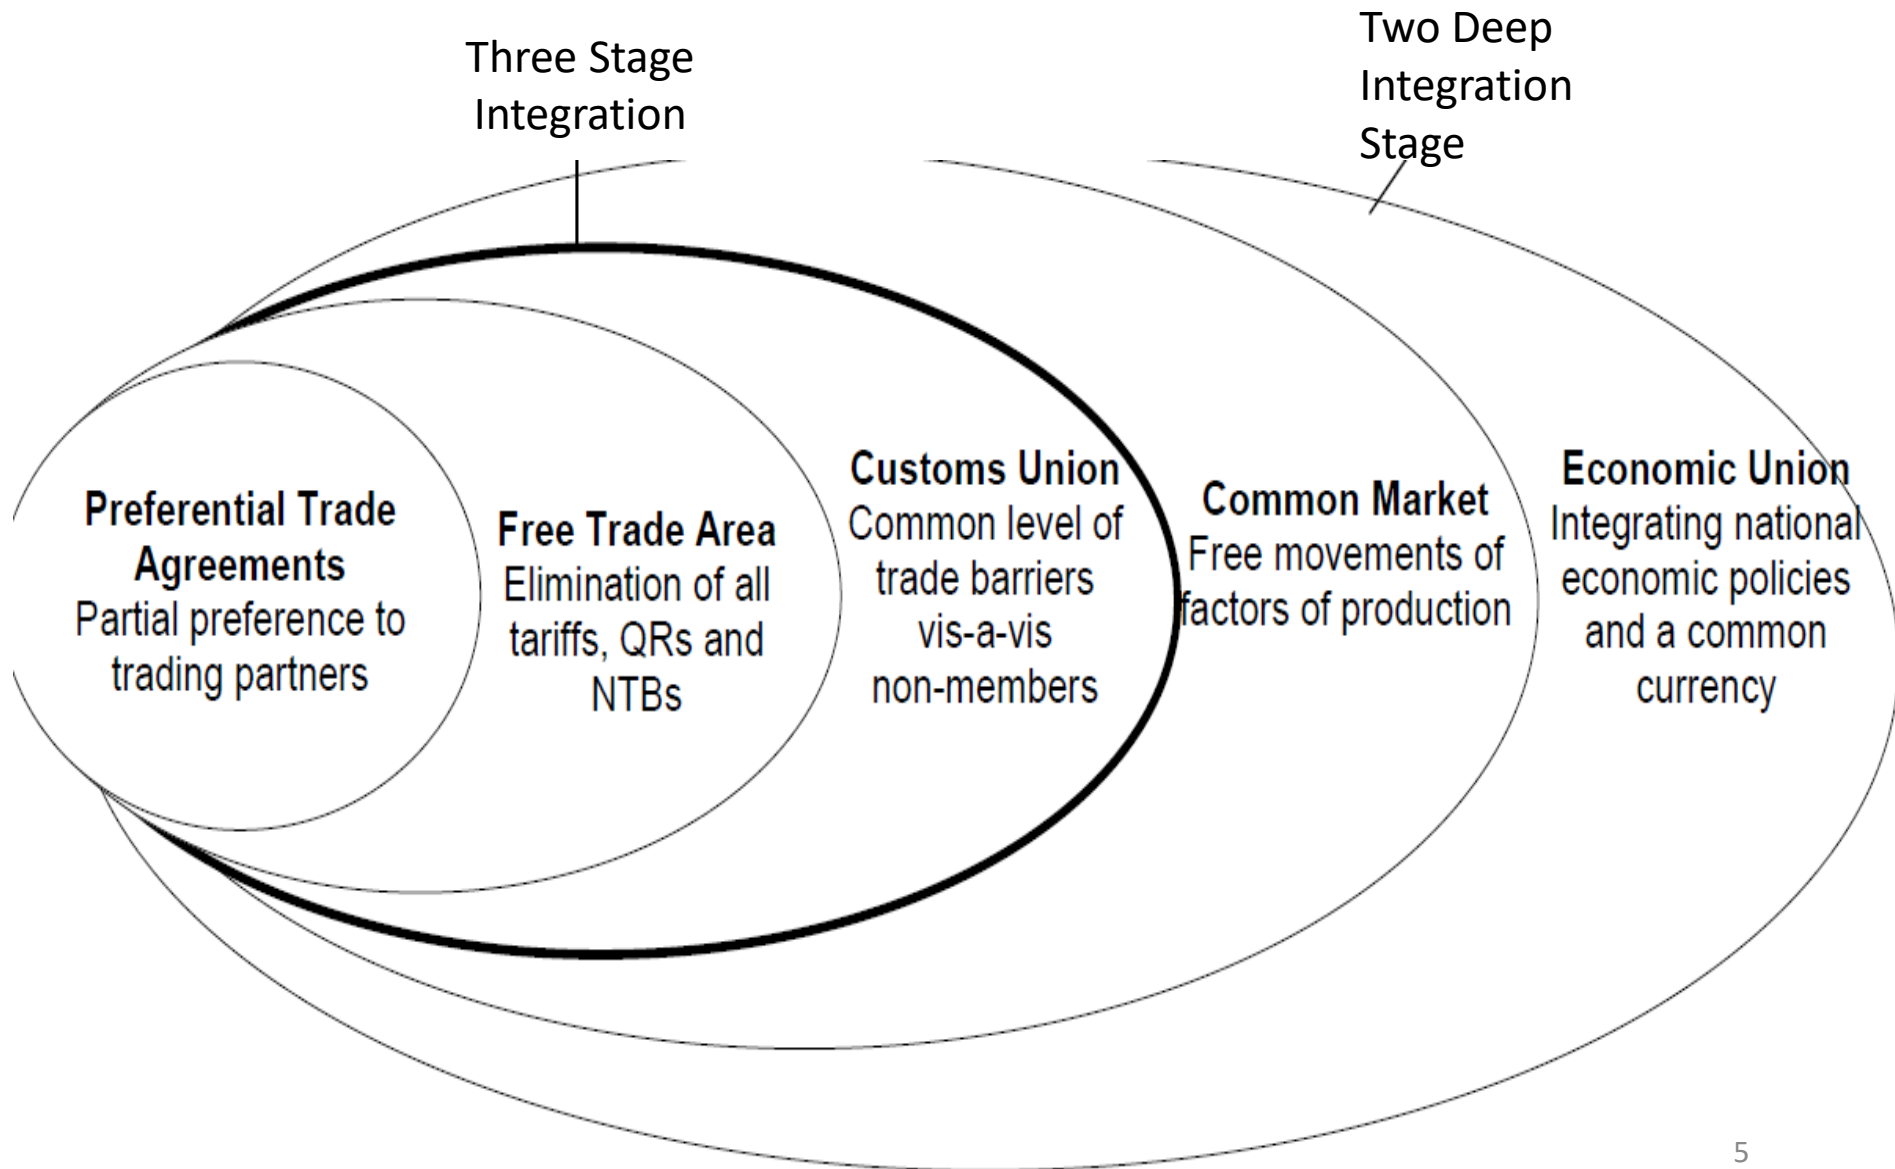 Three Stage
Integration
Two Deep
Integration
Stage
Preferential Trade
Agreements
Partial preference to
trading partners
Free Trade Area
Elimination of all
tariffs, QRs and
NTBs
Customs Union
Common level of
trade barriers
vis-a-vis
non-members
Common Market
Free movements of
factors of production
Economic Union
Integrating national
economic policies
and a common
currency
5